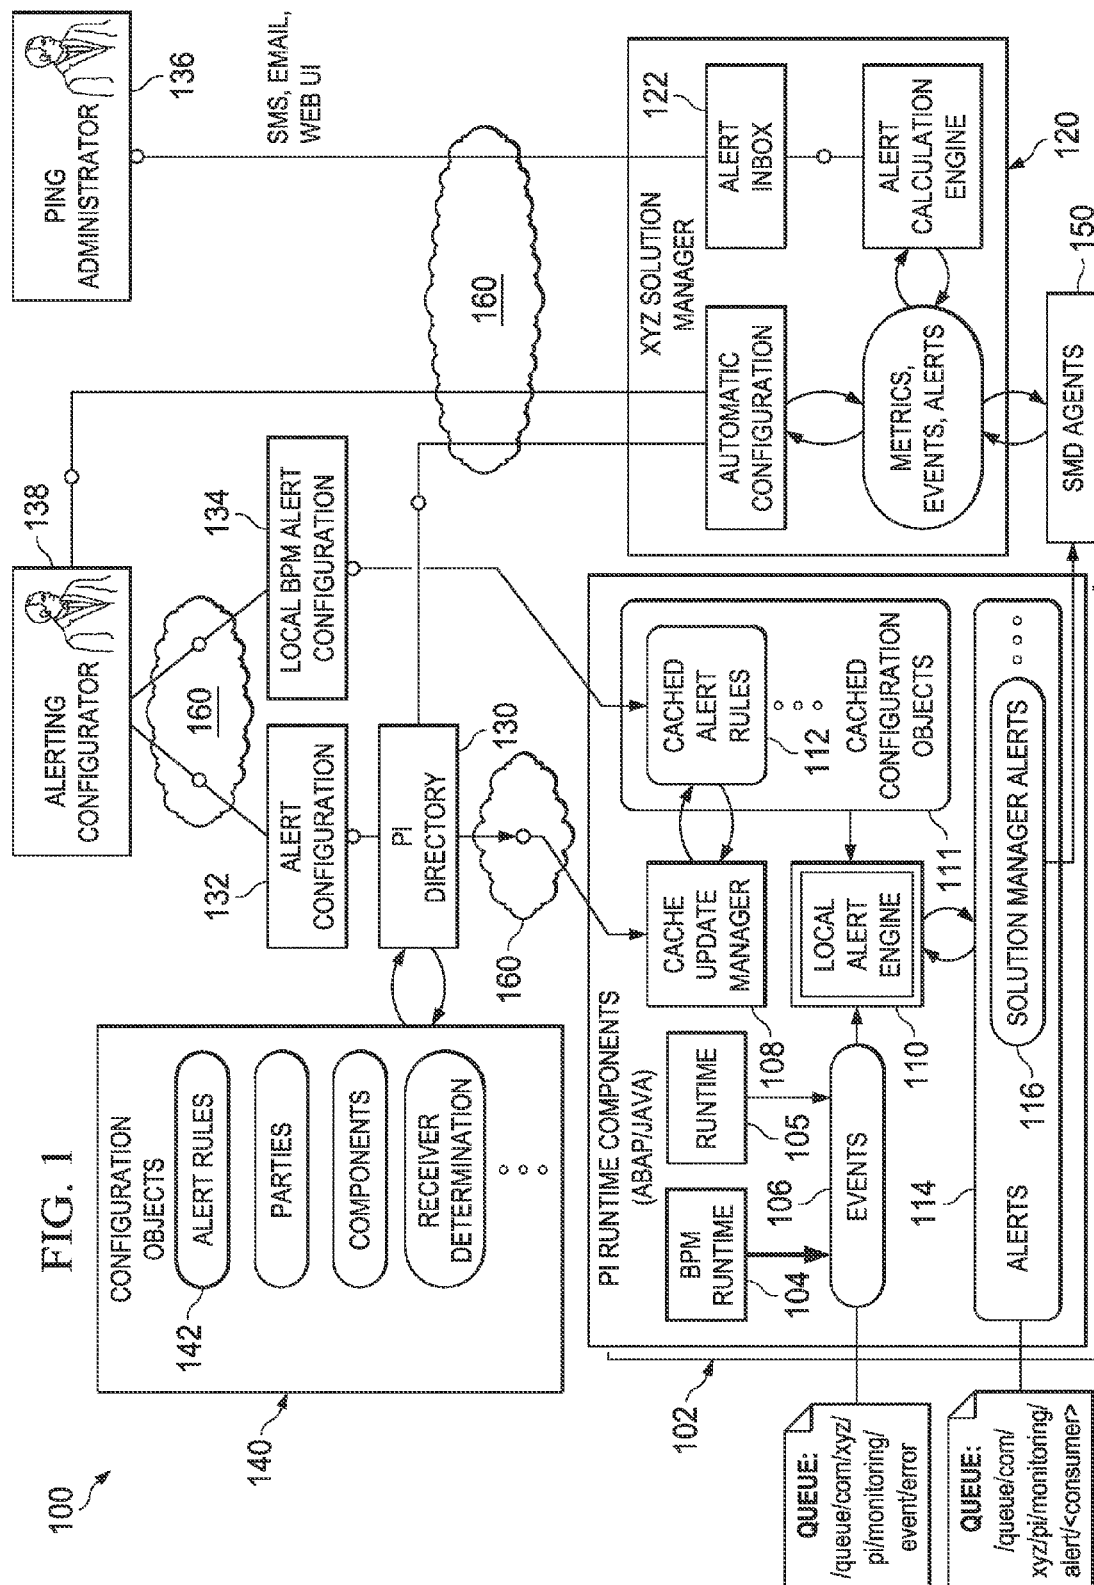 FIG. 1
100
CONFIGURATION
OBJECTS
ALERT RULES
142
PARTIES
COMPONENTS
RECEIVER
DETERMINATION
140
ALERTING
CONFIGURATOR
138
PING
ADMINISTRATOR
136
SMS, EMAIL,
WEB UI
160
ALERT
CONFIGURATION
132
LOCAL BPM ALERT
CONFIGURATION
134
PI
DIRECTORY
130
160
160
PI RUNTIME COMPONENTS
(ABAP/JAVA)
102
BPM
RUNTIME
104
RUNTIME
105
CACHE
UPDATE
MANAGER
108
CACHED
ALERT
RULES
112
CACHED
CONFIGURATION
OBJECTS
111
EVENTS
106
LOCAL
ALERT
ENGINE
110
ALERTS
114
SOLUTION MANAGER ALERTS
116
XYZ SOLUTION
MANAGER
AUTOMATIC
CONFIGURATION
ALERT
INBOX
122
METRICS,
EVENTS, ALERTS
ALERT
CALCULATION
ENGINE
120
SMD AGENTS
150
QUEUE:
/queue/com/xyz/
pi/monitoring/
event/error
QUEUE:
/queue/com/
xyz/pi/monitoring/
alert/<consumer>